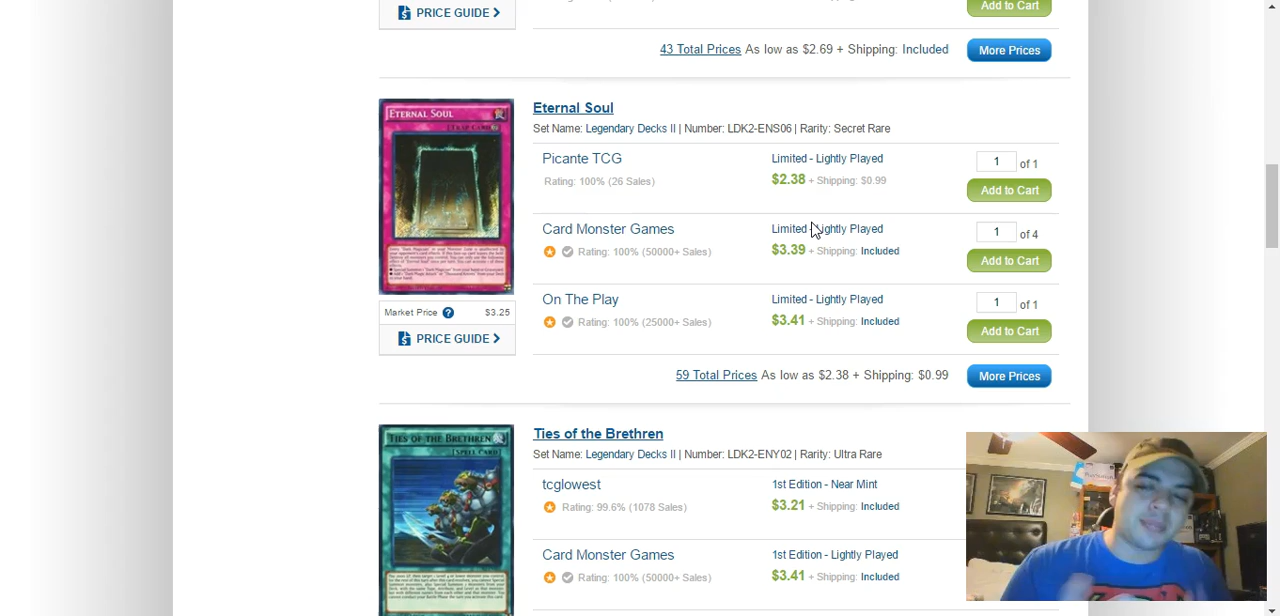 PRICE GUIDE
Add to Cart
43 Total Prices As low as $2.69 + Shipping: Included More Prices
ETERNAL SOUL
Eternal Soul
Set Name: Legendary Decks II | Number: LDK2-ENS06 | Rarity: Secret Rare
Picante TCG Limited - Lightly Played 1 of 1
Rating: 100% (26 Sales) $2.38 + Shipping: $0.99 Add to Cart
Card Monster Games Limited - Lightly Played 1 of 4
Rating: 100% (50000+ Sales) $3.39 + Shipping: Included Add to Cart
On The Play Limited - Lightly Played 1 of 1
Rating: 100% (25000+ Sales) $3.41 + Shipping: Included Add to Cart
Market Price ? $3.25
PRICE GUIDE
59 Total Prices As low as $2.38 + Shipping: $0.99 More Prices
TIES OF THE BRETHREN
[SPELL CARD]
Ties of the Brethren
Set Name: Legendary Decks II | Number: LDK2-ENY02 | Rarity: Ultra Rare
tcglowest 1st Edition - Near Mint
Rating: 99.6% (1078 Sales) $3.21 + Shipping: Included
Card Monster Games 1st Edition - Lightly Played
Rating: 100% (50000+ Sales) $3.41 + Shipping: Included